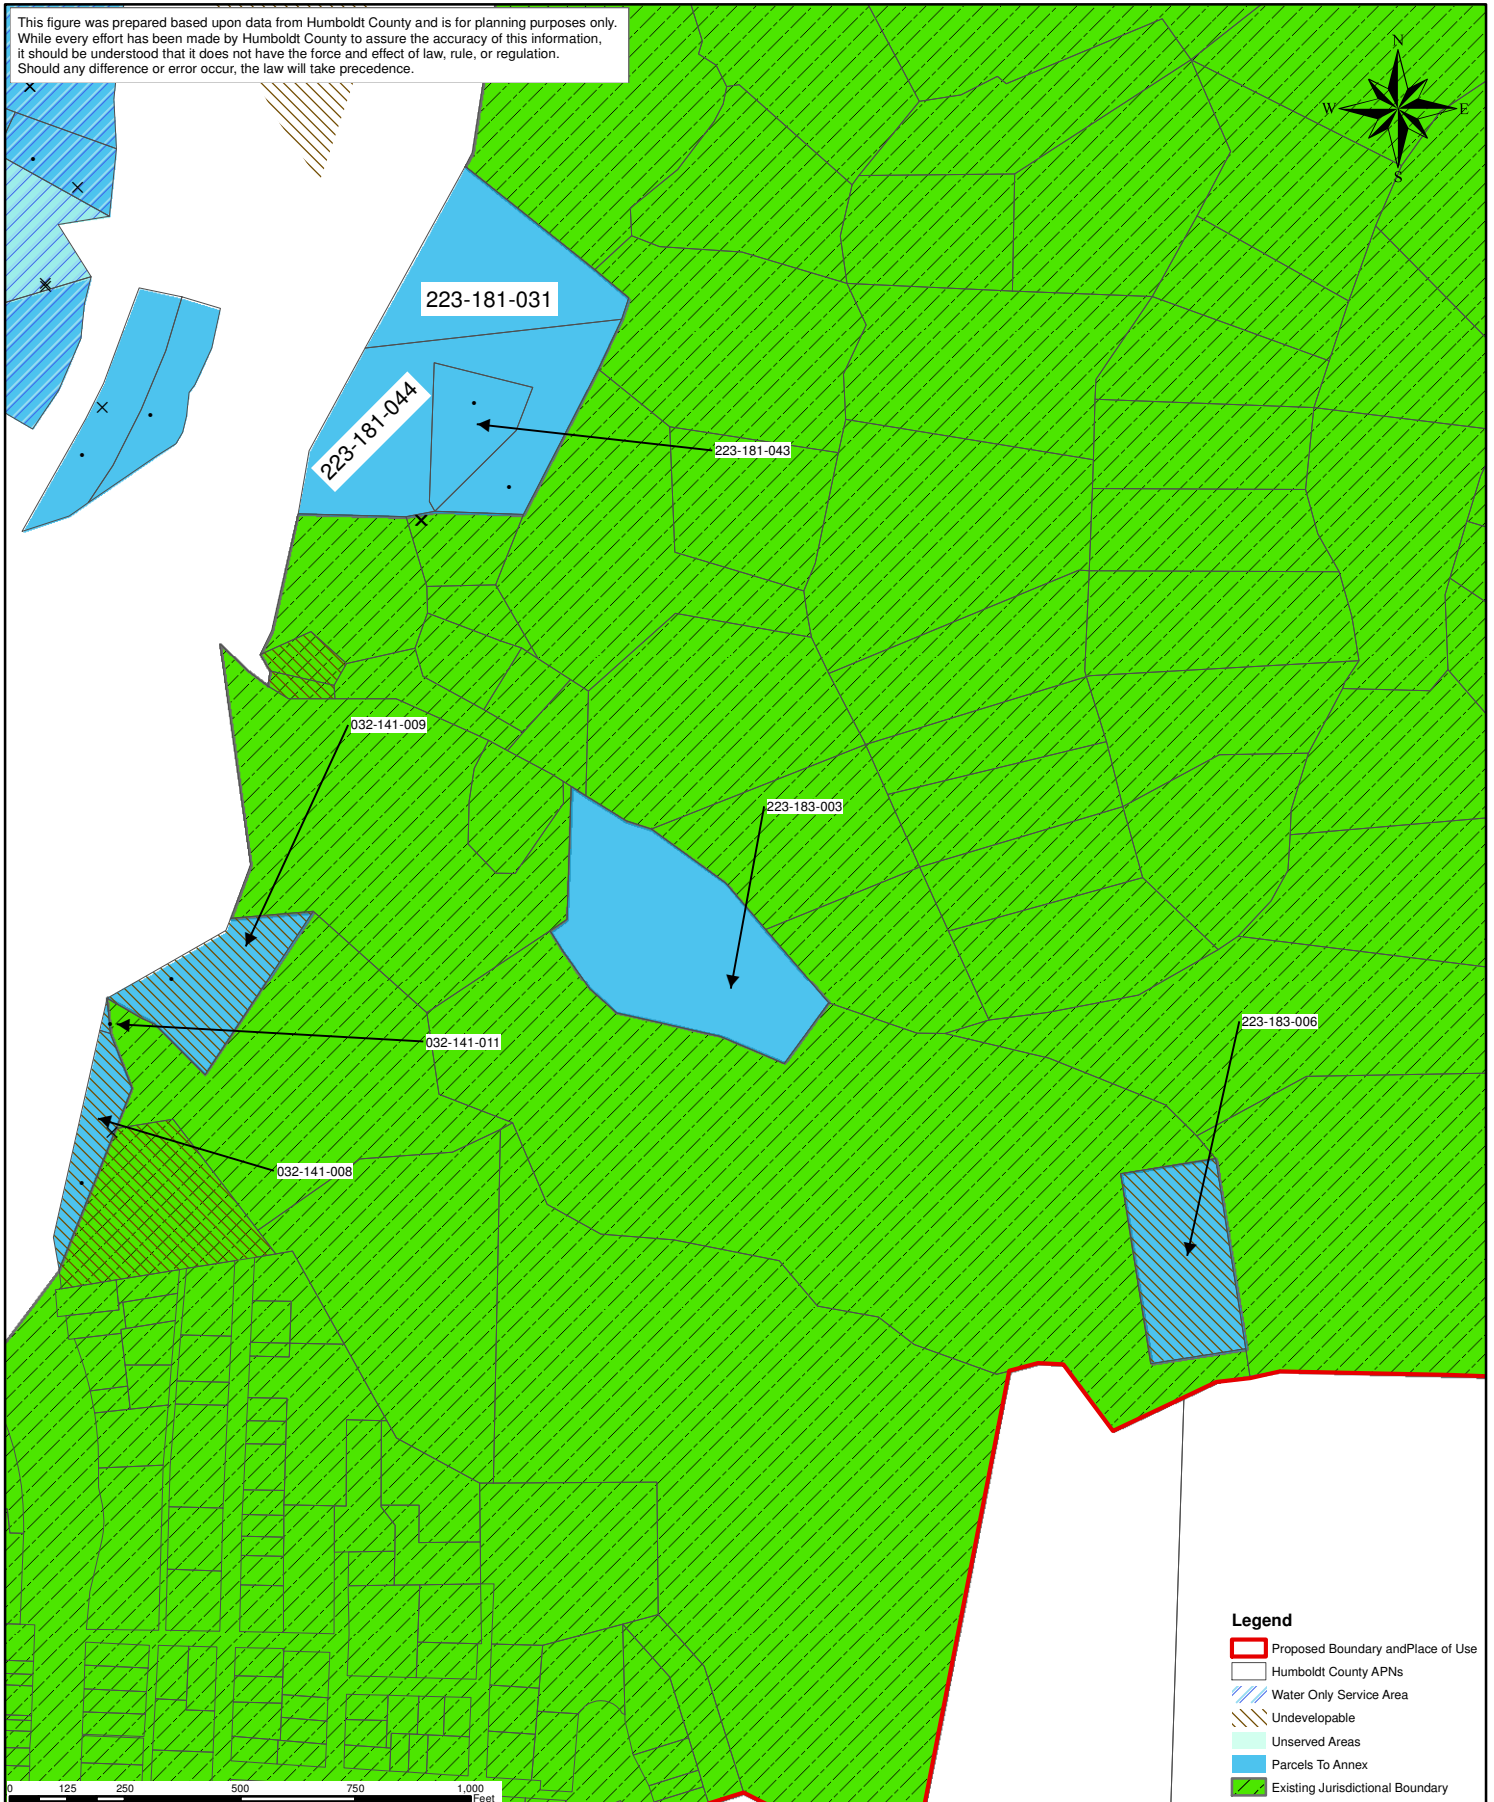 This figure was prepared based upon data from Humboldt County and is for planning purposes only.
While every effort has been made by Humboldt County to assure the accuracy of this information,
it should be understood that it does not have the force and effect of law, rule, or regulation.
Should any difference or error occur, the law will take precedence.
N
W E
S
223-181-031
223-181-044
223-181-043
032-141-009
223-183-003
223-183-006
032-141-011
032-141-008
Legend
Proposed Boundary andPlace of Use
Humboldt County APNs
Water Only Service Area
Undevelopable
Unserved Areas
Parcels To Annex
Existing Jurisdictional Boundary
0 125 250 500 750 1,000
Feet